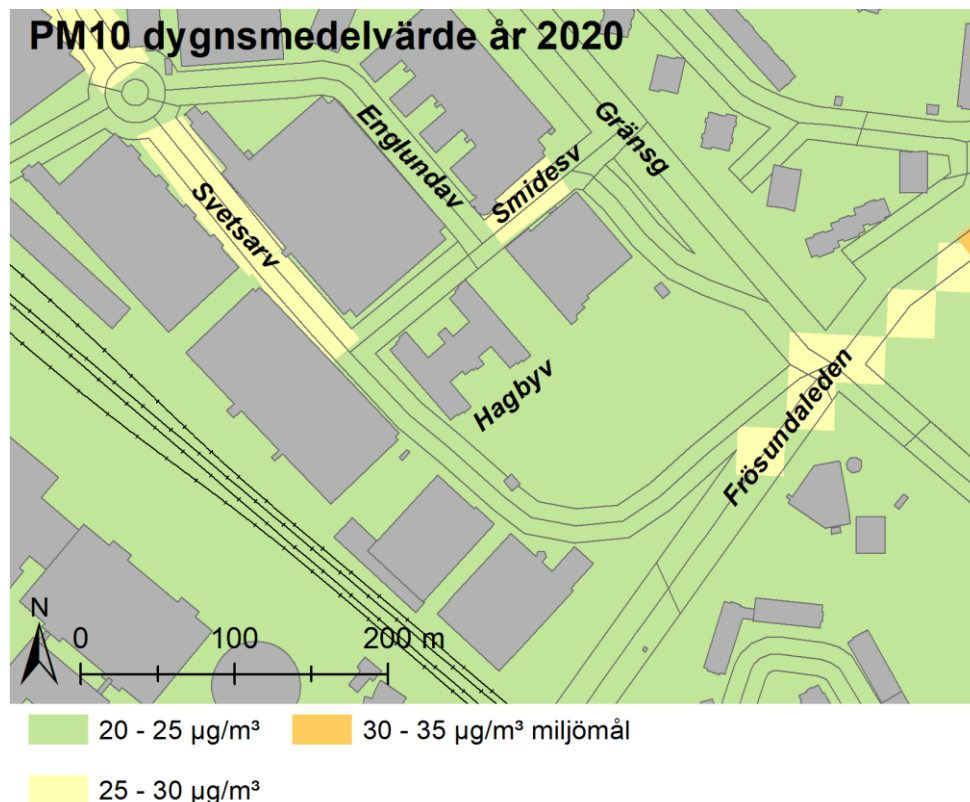 PM10 dygnsmedelvärde år 2020
Englundav
Gränsg
Smidesv
Svetsarv
Hagbyv
Frösundaleden
N
0 100 200 m
20 - 25 µg/m³ 30 - 35 µg/m³ miljömål
25 - 30 µg/m³